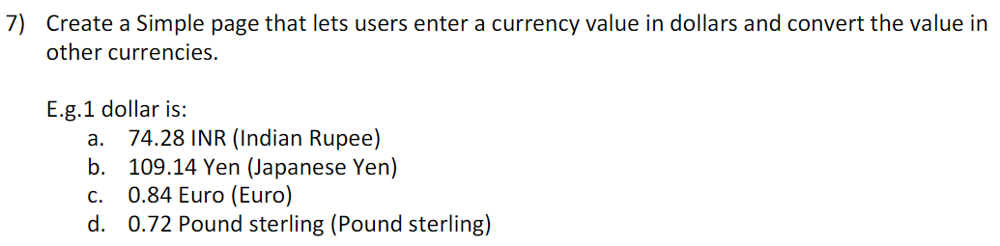 7) Create a Simple page that lets users enter a currency value in dollars and convert the value in
other currencies.
E.g.1 dollar is:
a. 74.28 INR (Indian Rupee)
b. 109.14 Yen (Japanese Yen)
c. 0.84 Euro (Euro)
d. 0.72 Pound sterling (Pound sterling)